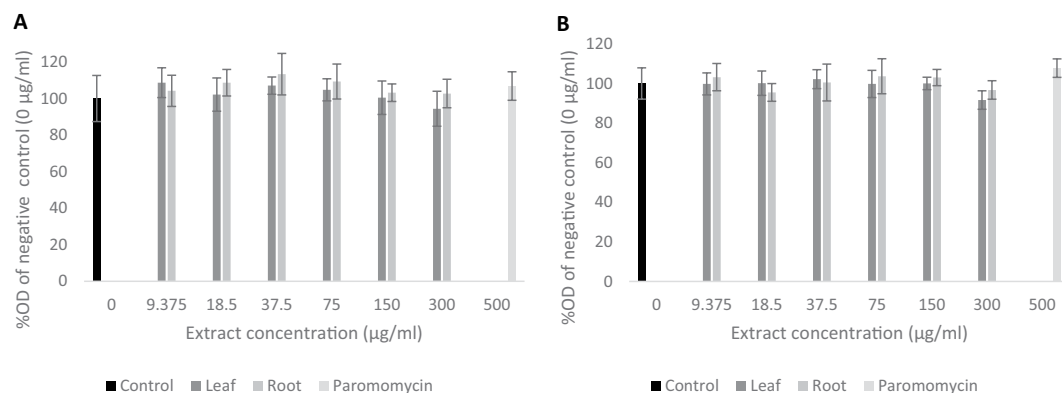 A
%OD of negative control (0 µg/ml)
120
100
80
60
40
20
0
0 9.375 18.5 37.5 75 150 300 500
Extract concentration (µg/ml)
Control Leaf Root Paromomycin
B
%OD of negative control (0 µg/ml)
120
100
80
60
40
20
0
0 9.375 18.5 37.5 75 150 300 500
Extract concentration (µg/ml)
Control Leaf Root Paromomycin